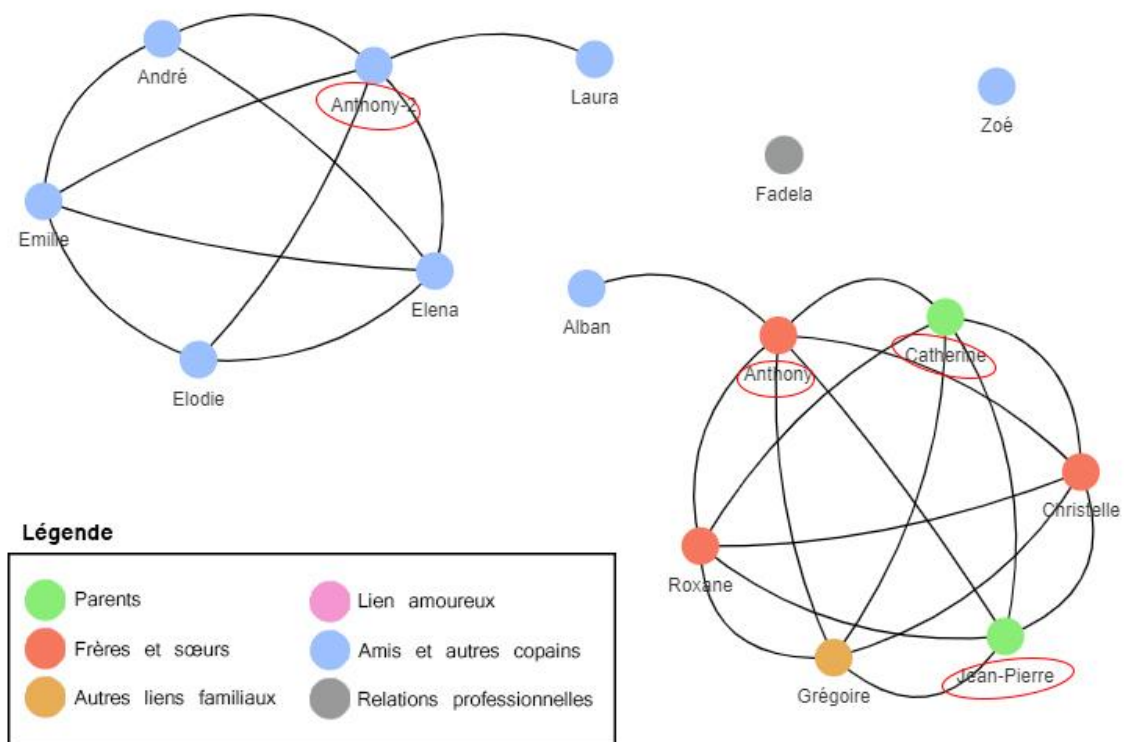 André
Anthony-2
Laura
Zoé
Fadela
Emilie
Elena
Alban
Catherine
Anthony
Elodie
Christelle
Roxane
Légende
Parents
Lien amoureux
Frères et sœurs
Amis et autres copains
Autres liens familiaux
Relations professionnelles
Grégoire
Jean-Pierre